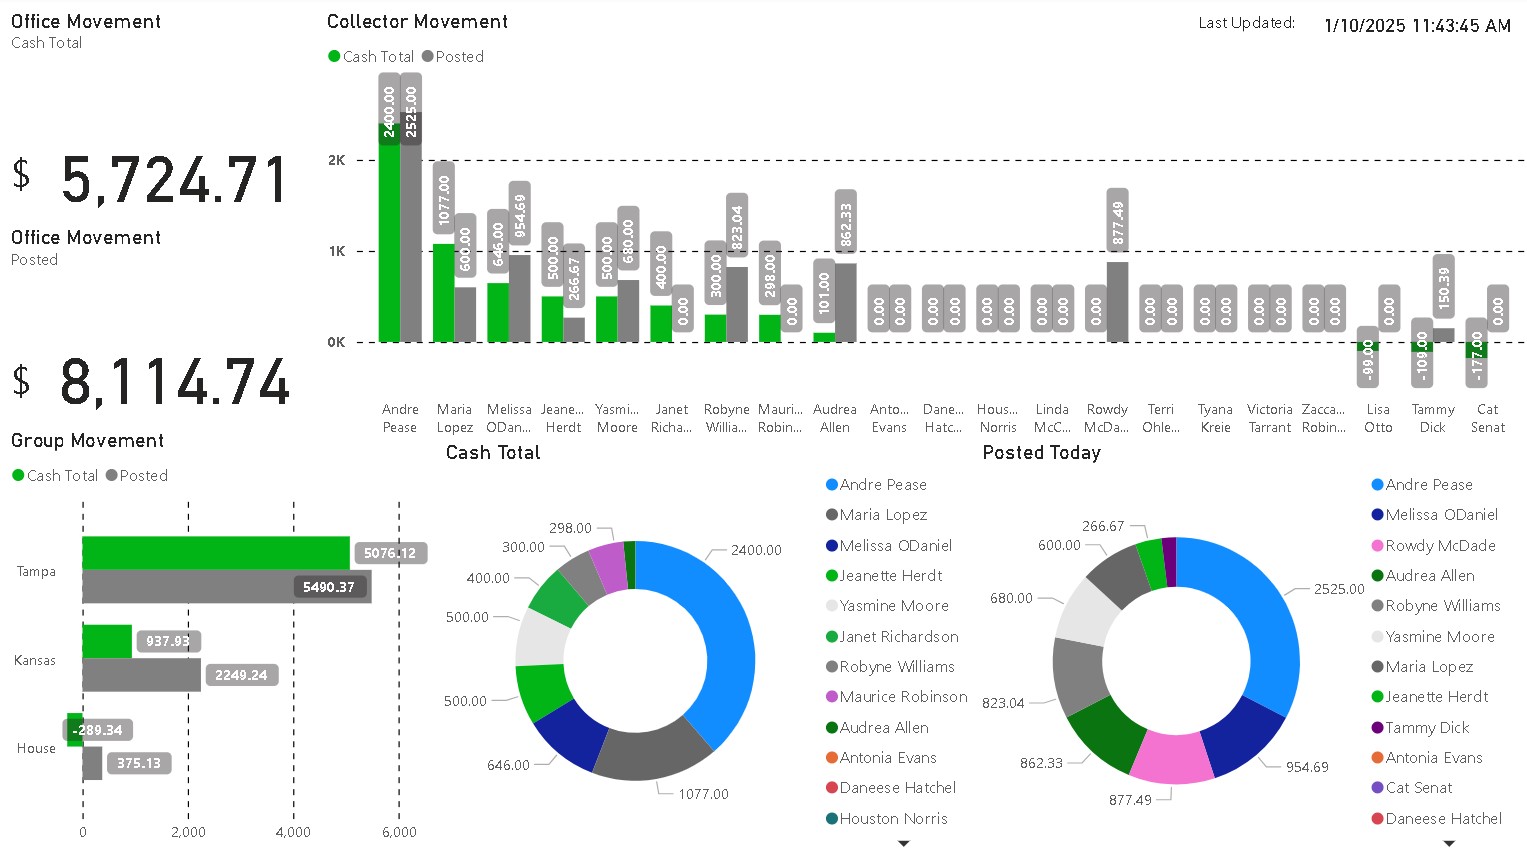 Office Movement
Cash Total
$ 5,724.71
Office Movement
Posted
$ 8,114.74
Collector Movement
Last Updated: 1/10/2025 11:43:45 AM
Cash Total Posted
2K
1K
0K
2400.00 2525.00 1077.00 600.00 646.00 954.69 500.00 266.67 500.00 680.00 400.00 0.00 300.00 823.04 298.00 0.00 101.00 862.33 0.00 0.00 0.00 0.00 0.00 0.00 0.00 0.00 0.00 877.49 0.00 0.00 0.00 0.00 0.00 0.00 0.00 0.00 -99.00 0.00 -109.00 150.39 -177.00 0.00
Andre Maria Melissa Jeane... Yasmi... Janet Robyne Mauri... Audrea Anto... Dane... Hous... Linda Rowdy Terri Tyana Victoria Zacca... Lisa Tammy Cat
Pease Lopez ODan... Herdt Moore Richa... Willia... Robin... Allen Evans Hatc... Norris McC... McDa... Ohle... Kreie Tarrant Robin... Otto Dick Senat
Group Movement
Cash Total Posted
Tampa
5076.12
5490.37
Kansas
937.93
2249.24
House
-289.34
375.13
0 2,000 4,000 6,000
Cash Total
2400.00
1077.00
646.00
500.00
500.00
400.00
300.00
298.00
Andre Pease
Maria Lopez
Melissa ODaniel
Jeanette Herdt
Yasmine Moore
Janet Richardson
Robyne Williams
Maurice Robinson
Audrea Allen
Antonia Evans
Daneese Hatchel
Houston Norris
Posted Today
2525.00
954.69
877.49
862.33
823.04
680.00
600.00
266.67
Andre Pease
Melissa ODaniel
Rowdy McDade
Audrea Allen
Robyne Williams
Yasmine Moore
Maria Lopez
Jeanette Herdt
Tammy Dick
Antonia Evans
Cat Senat
Daneese Hatchel